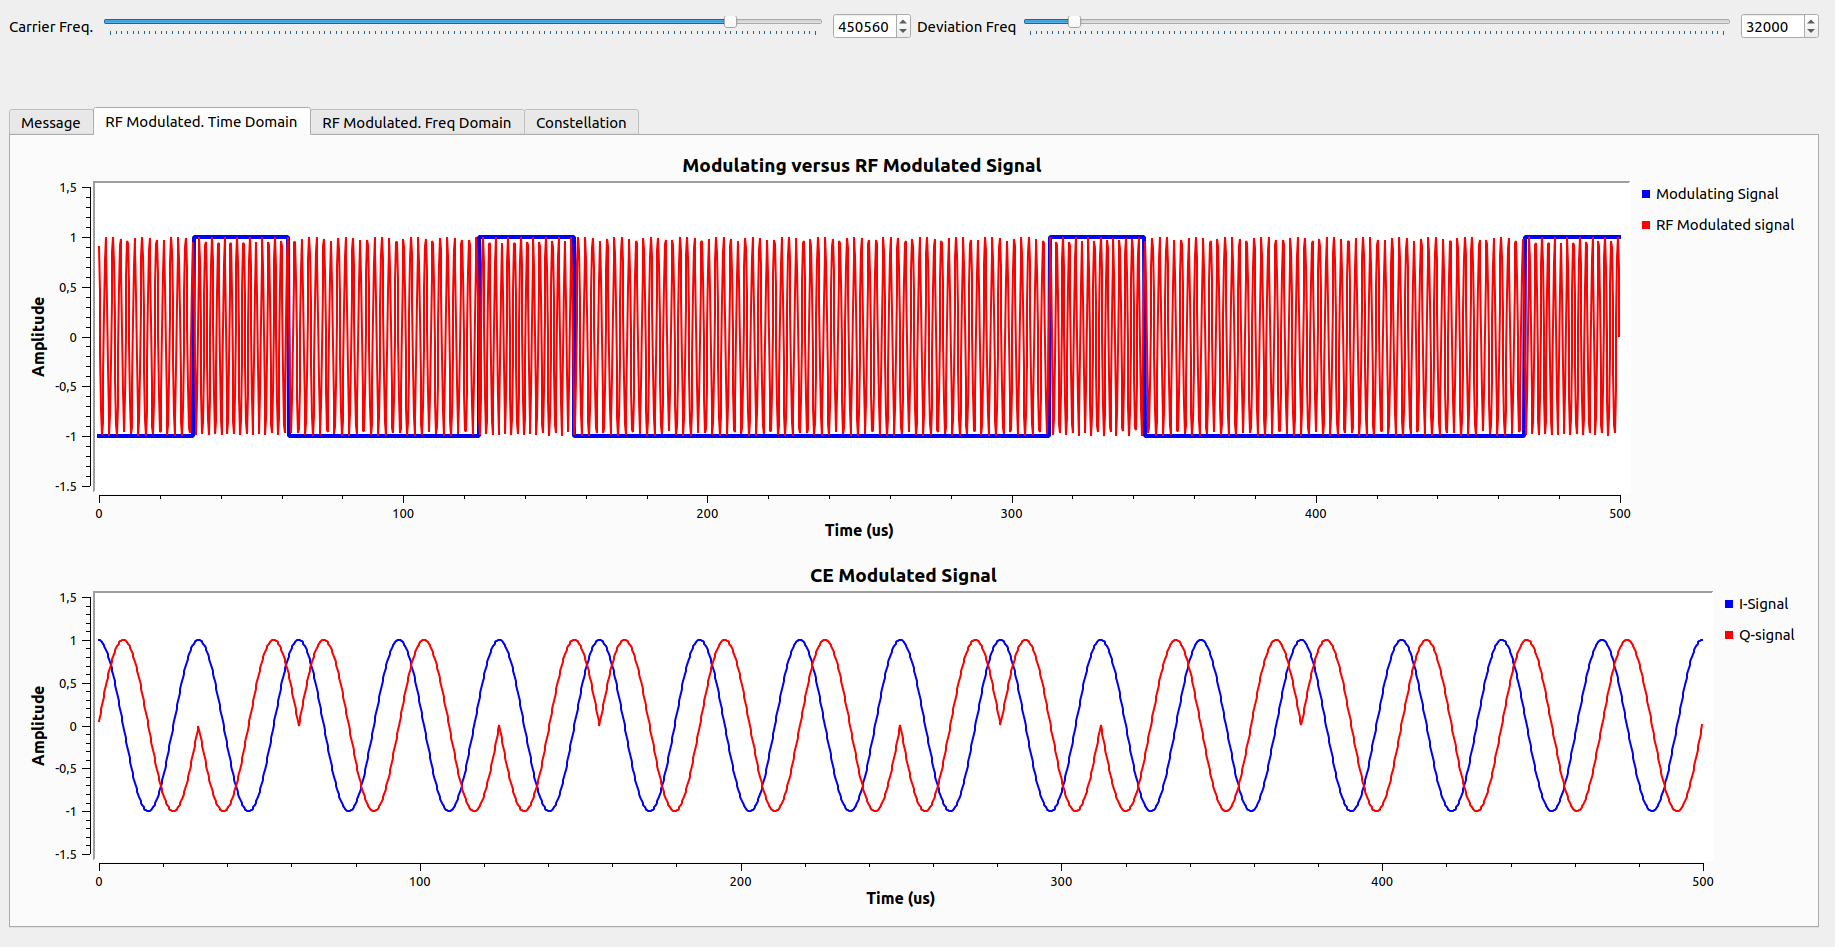 Carrier Freq. 450560 Deviation Freq 32000
Message RF Modulated. Time Domain RF Modulated. Freq Domain Constellation
Modulating versus RF Modulated Signal
1,5
1
0,5
0
-0,5
-1
-1.5
Amplitude
Modulating Signal
RF Modulated signal
0 100 200 300 400 500
Time (us)
CE Modulated Signal
1,5
1
0,5
0
-0,5
-1
-1.5
Amplitude
I-Signal
Q-signal
0 100 200 300 400 500
Time (us)